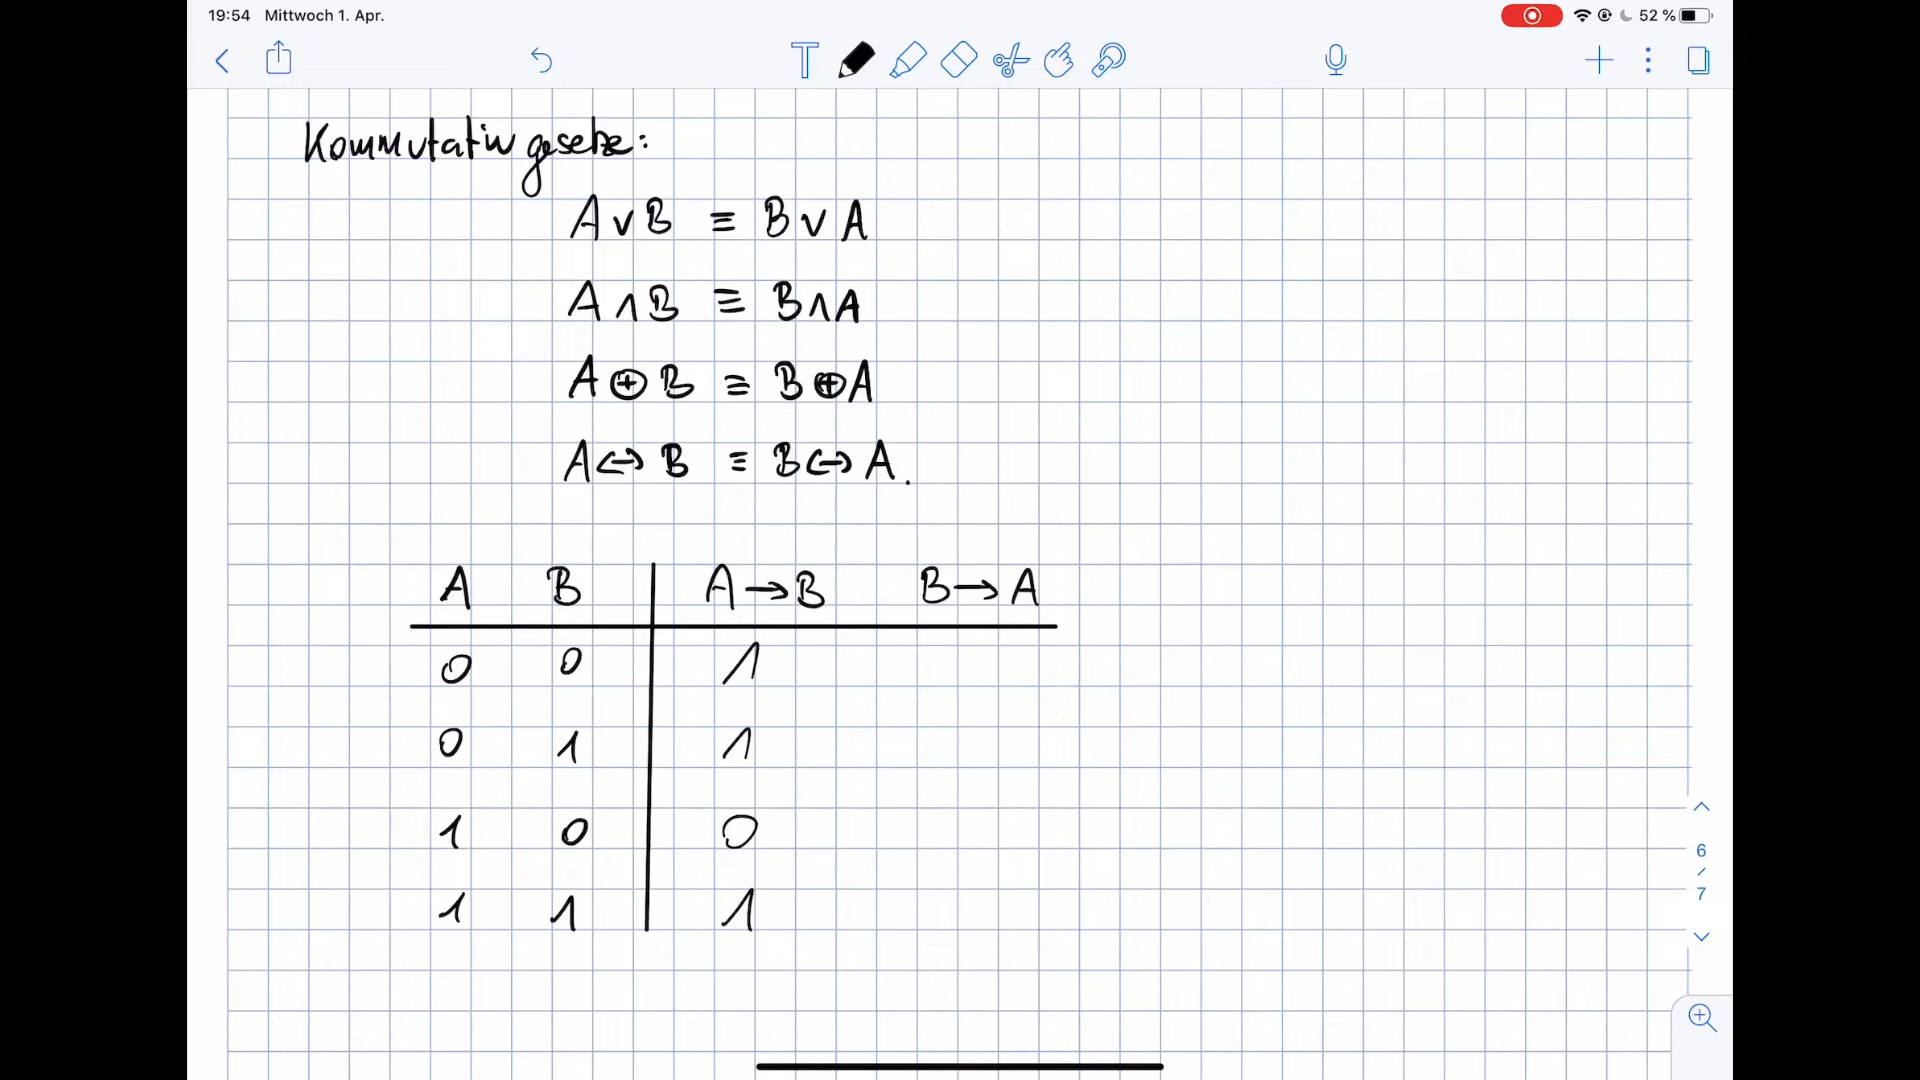 19:54 Mittwoch 1. Apr. 52 %
T
Kommutativgesetze:
A ∨ B ≡ B ∨ A
A ∧ B ≡ B ∧ A
A ⊕ B ≡ B ⊕ A
A ↔ B ≡ B ↔ A.
A B A → B B → A
0 0 1
0 1 1
1 0 0
1 1 1
6
/
7